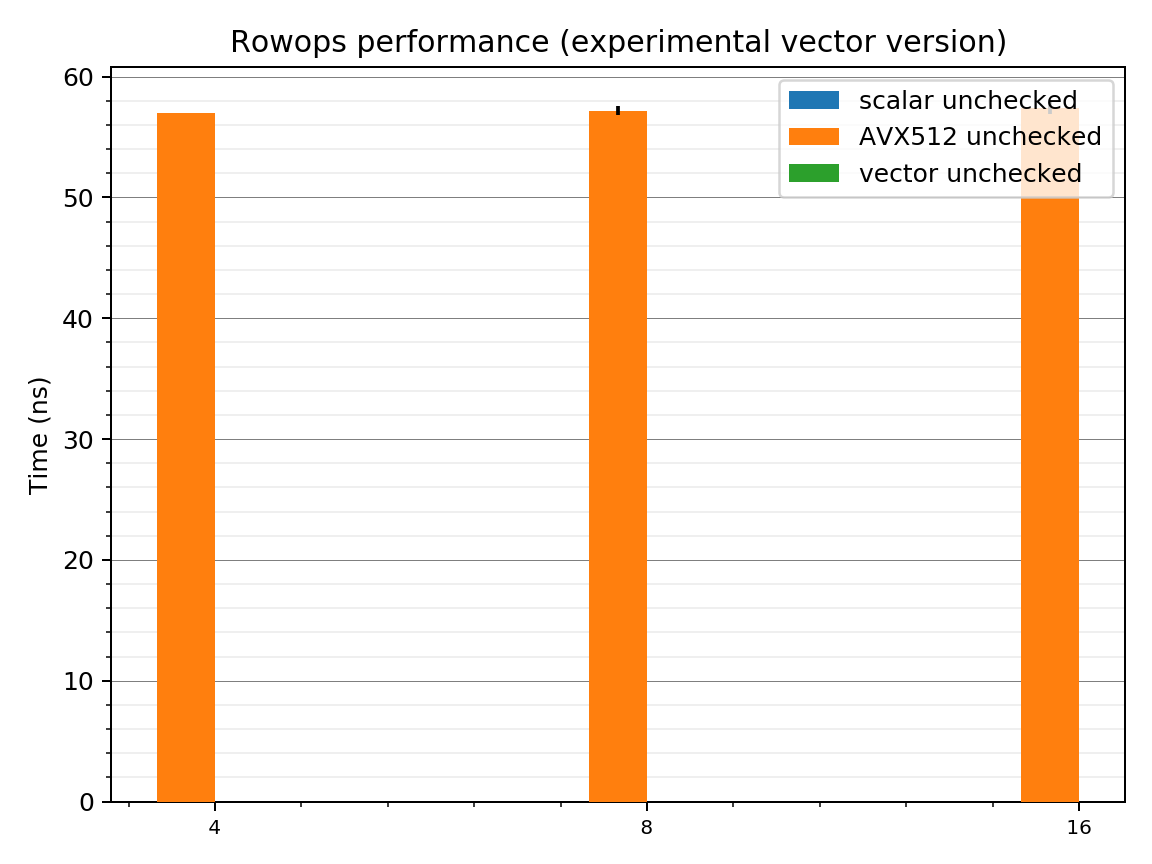 Rowops performance (experimental vector version)
scalar unchecked
AVX512 unchecked
vector unchecked
Time (ns)
60
50
40
30
20
10
0
4
8
16